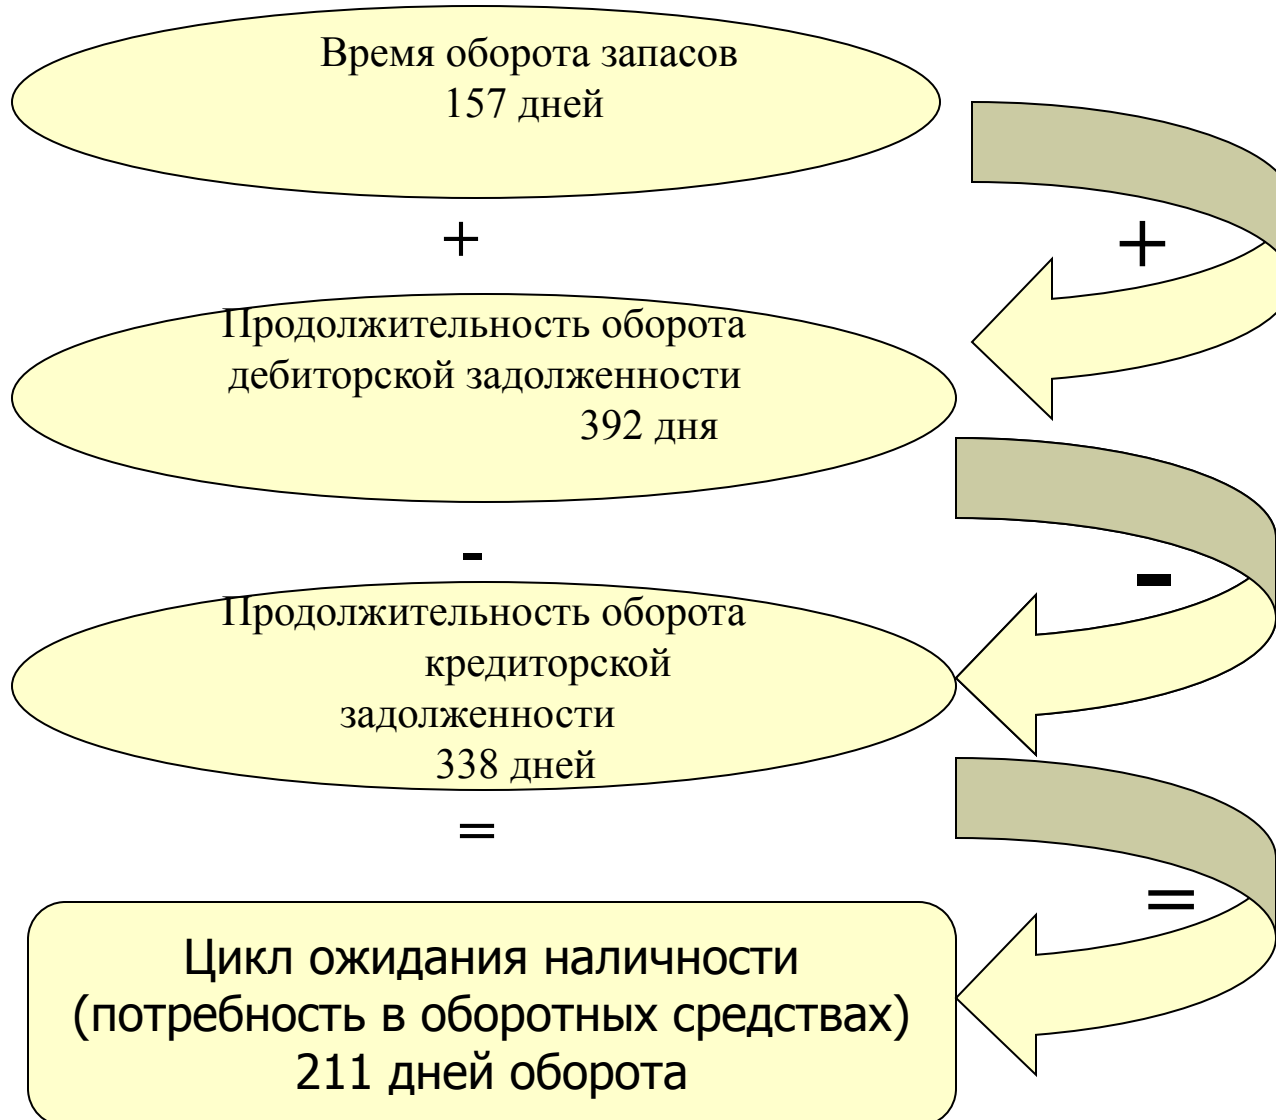 Время оборота запасов
157 дней
+
+
Продолжительность оборота
дебиторской задолженности
392 дня
-
-
Продолжительность оборота
кредиторской
задолженности
338 дней
=
=
Цикл ожидания наличности
(потребность в оборотных средствах)
211 дней оборота